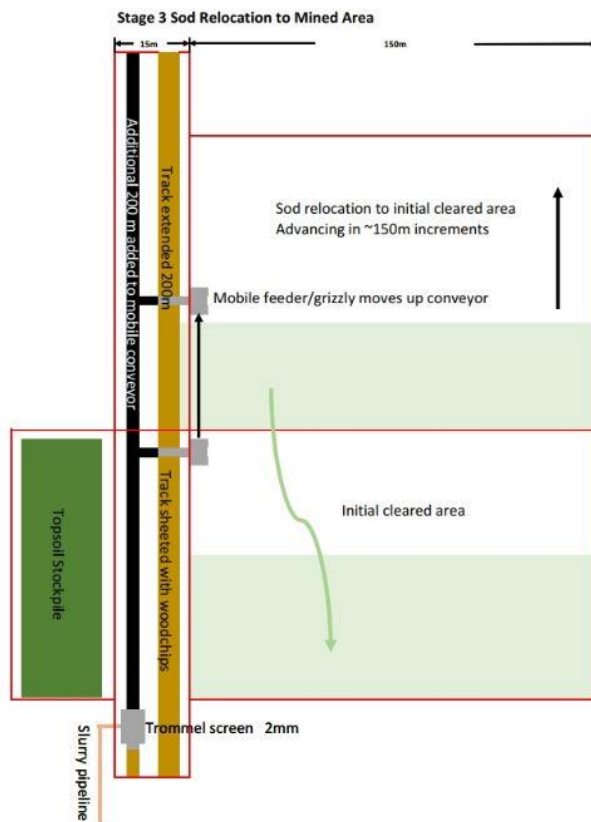 Stage 3 Sod Relocation to Mined Area
15m
150m
Additional 200 m added to mobile conveyor
Track extended 200m
Sod relocation to initial cleared area
Advancing in ~150m increments
Mobile feeder/grizzly moves up conveyor
Topsoil Stockpile
Track sheeted with woodchips
Initial cleared area
Trommel screen 2mm
Slurry pipeline